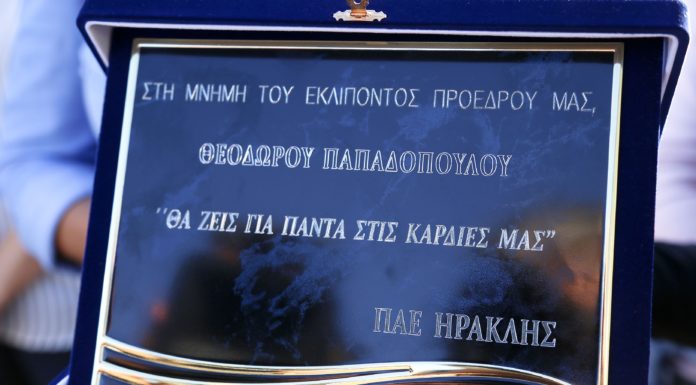 ΣΤΗ ΜΝΗΜΗ ΤΟΥ ΕΚΛΙΠΟΝΤΟΣ ΠΡΟΕΔΡΟΥ ΜΑΣ,
ΘΕΟΔΩΡΟΥ ΠΑΠΑΔΟΠΟΥΛΟΥ
''ΘΑ ΖΕΙΣ ΓΙΑ ΠΑΝΤΑ ΣΤΙΣ ΚΑΡΔΙΕΣ ΜΑΣ"
ΠΑΕ ΗΡΑΚΛΗΣ